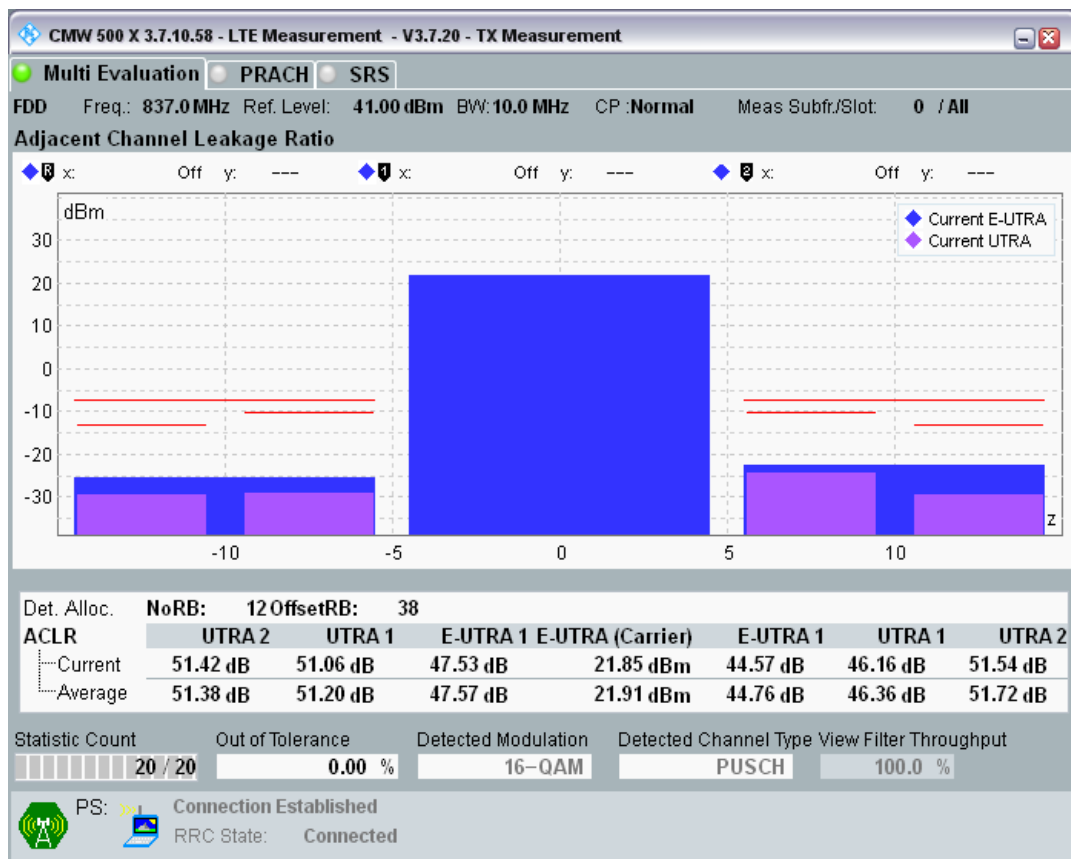 CMW 500 X 3.7.10.58 - LTE Measurement - V3.7.20 - TX Measurement
Multi Evaluation PRACH SRS
FDD Freq.: 837.0 MHz Ref. Level: 41.00 dBm BW: 10.0 MHz CP :Normal Meas Subfr./Slot: 0 / All
Adjacent Channel Leakage Ratio
R x: Off y: --- 1 x: Off y: --- 2 x: Off y: ---
dBm
Current E-UTRA
Current UTRA
30
20
10
0
-10
-20
-30
z
-10 -5 0 5 10
Det. Alloc. NoRB: 12 OffsetRB: 38
ACLR UTRA 2 UTRA 1 E-UTRA 1 E-UTRA (Carrier) E-UTRA 1 UTRA 1 UTRA 2
Current 51.42 dB 51.06 dB 47.53 dB 21.85 dBm 44.57 dB 46.16 dB 51.54 dB
Average 51.38 dB 51.20 dB 47.57 dB 21.91 dBm 44.76 dB 46.36 dB 51.72 dB
Statistic Count Out of Tolerance Detected Modulation Detected Channel Type View Filter Throughput
20 / 20 0.00 % 16-QAM PUSCH 100.0 %
PS: Connection Established
RRC State: Connected